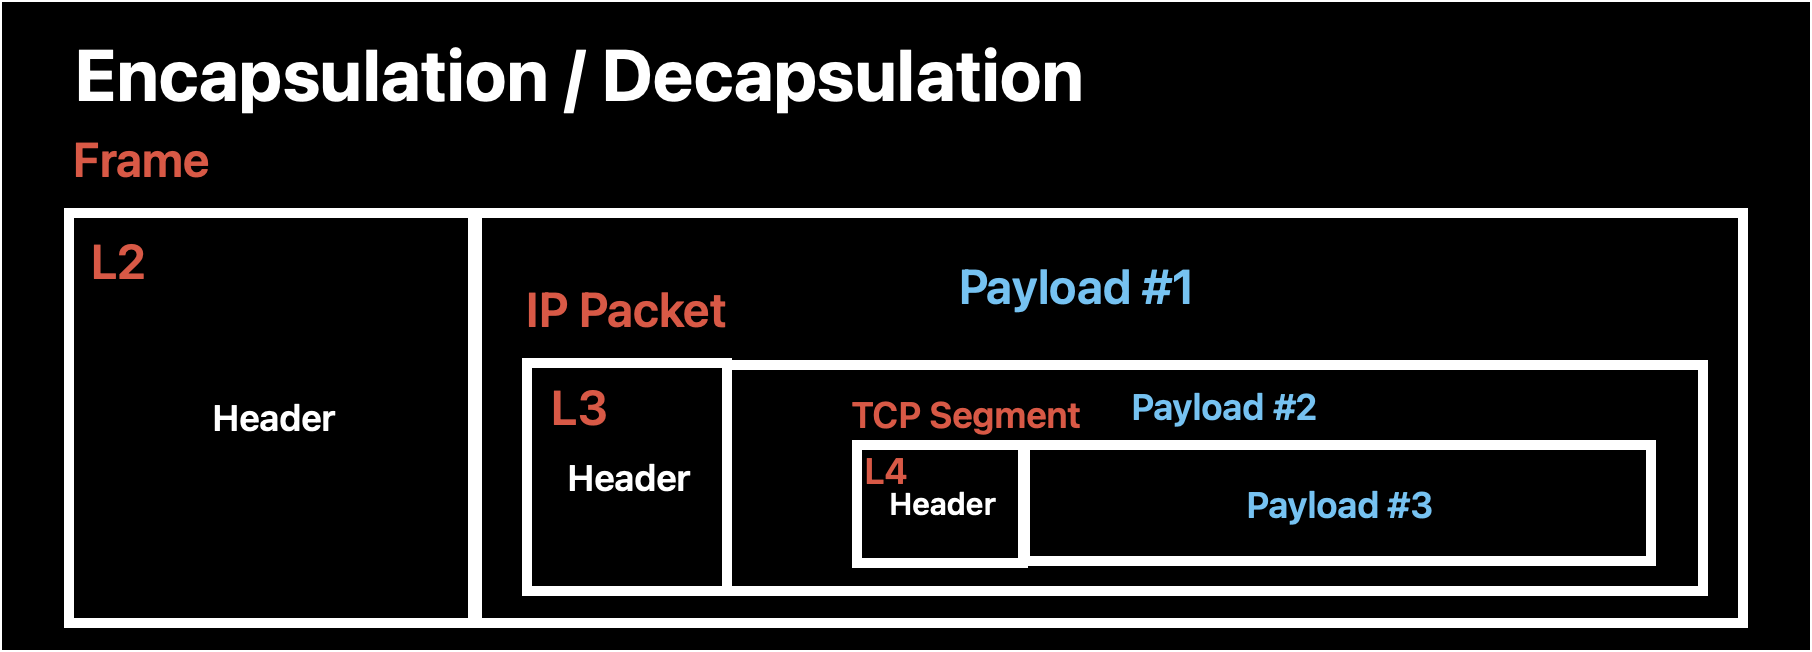 Encapsulation / Decapsulation
Frame
L2
Header
Payload #1
IP Packet
L3
Header
TCP Segment
Payload #2
L4
Header
Payload #3